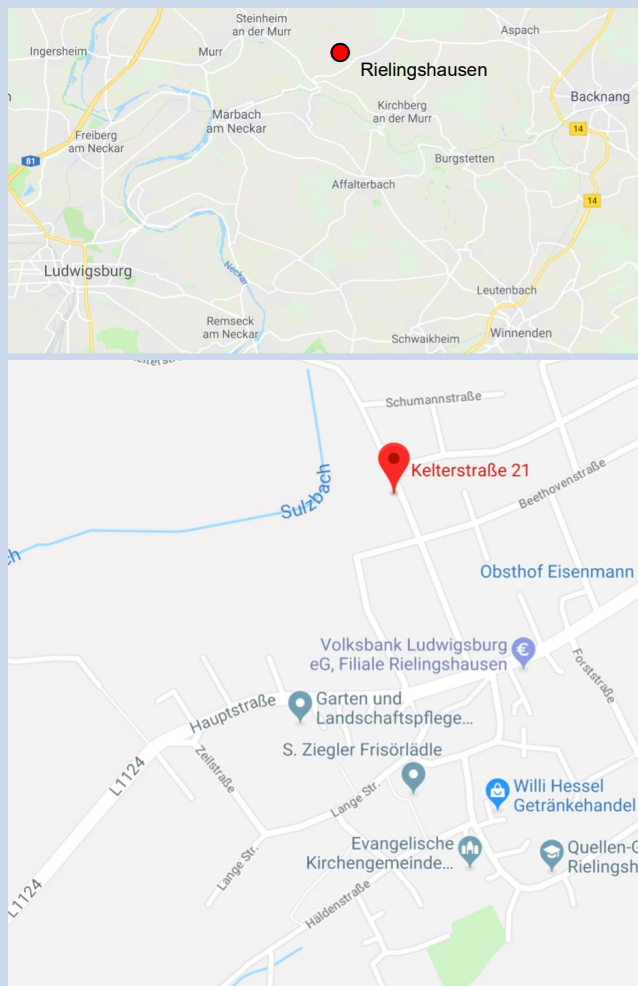 Steinheim
an der Murr
Aspach
Ingersheim
Murr
Rielingshausen
Backnang
Kirchberg
an der Murr
Marbach
am Neckar
14
Freiberg
am Neckar
81
Burgstetten
Affalterbach
14
Ludwigsburg
Neckar
Leutenbach
Remseck
am Neckar
Schwaikheim
Winnenden
Schumannstraße
Kelterstraße 21
Beethovenstraße
Sulzbach
Obsthof Eisenmann
Volksbank Ludwigsburg
eG, Filiale Rielingshausen
Forststraße
Garten und
Landschaftspflege...
Hauptstraße
S. Ziegler Frisörlädle
Zeilstraße
L1124
Willi Hessel
Getränkehandel
Lange Str.
Evangelische
Kirchengemeinde...
Quellen-G
Rielingsh
Lange Str.
Häldenstraße
L1124